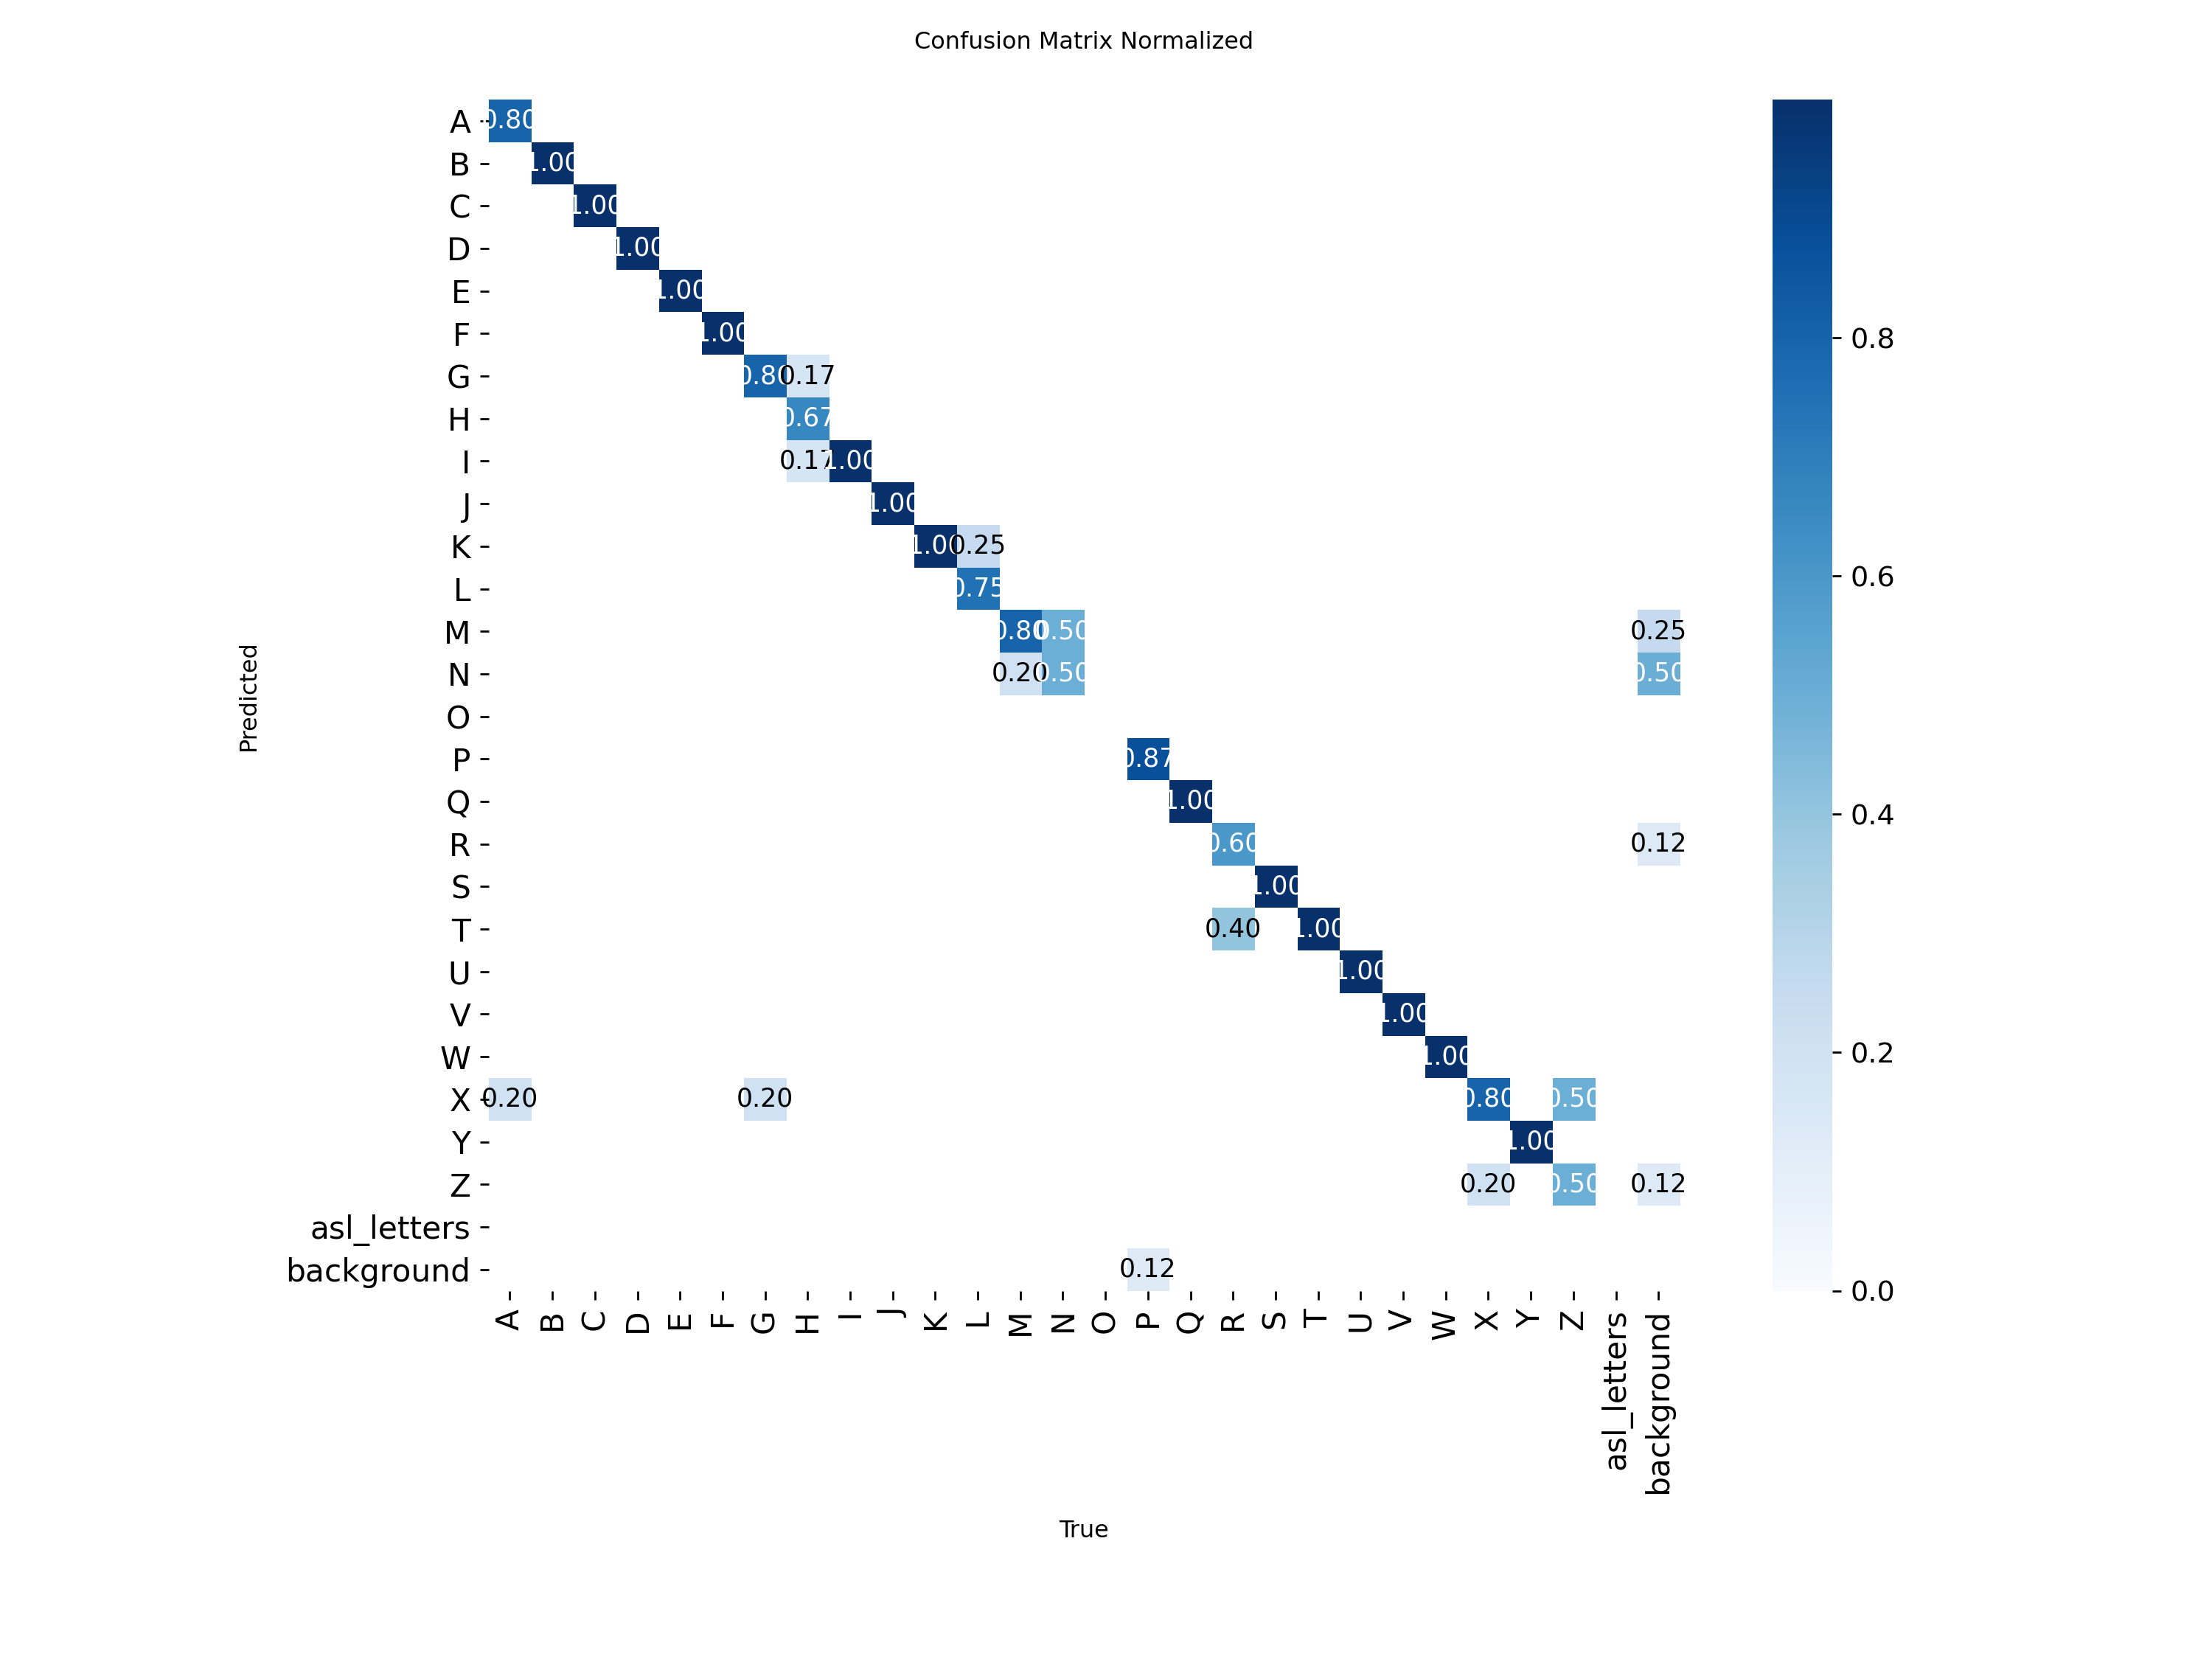 Confusion Matrix Normalized
A 0.80
B 1.00
C 1.00
D 1.00
E 1.00
F 1.00
G 0.80 0.17
H 0.67
I 0.17 1.00
J 1.00
K 1.00 0.25
L 0.75
M 0.80 0.50 0.25
N 0.20 0.50 0.50
O
P 0.87
Q 1.00
R 0.60 0.12
S 1.00
T 0.40 1.00
U 1.00
V 1.00
W 1.00
X 0.20 0.20 0.80 0.50
Y 1.00
Z 0.20 0.50 0.12
asl_letters
background 0.12
Predicted
A B C D E F G H I J K L M N O P Q R S T U V W X Y Z asl_letters background
True
0.8
0.6
0.4
0.2
0.0